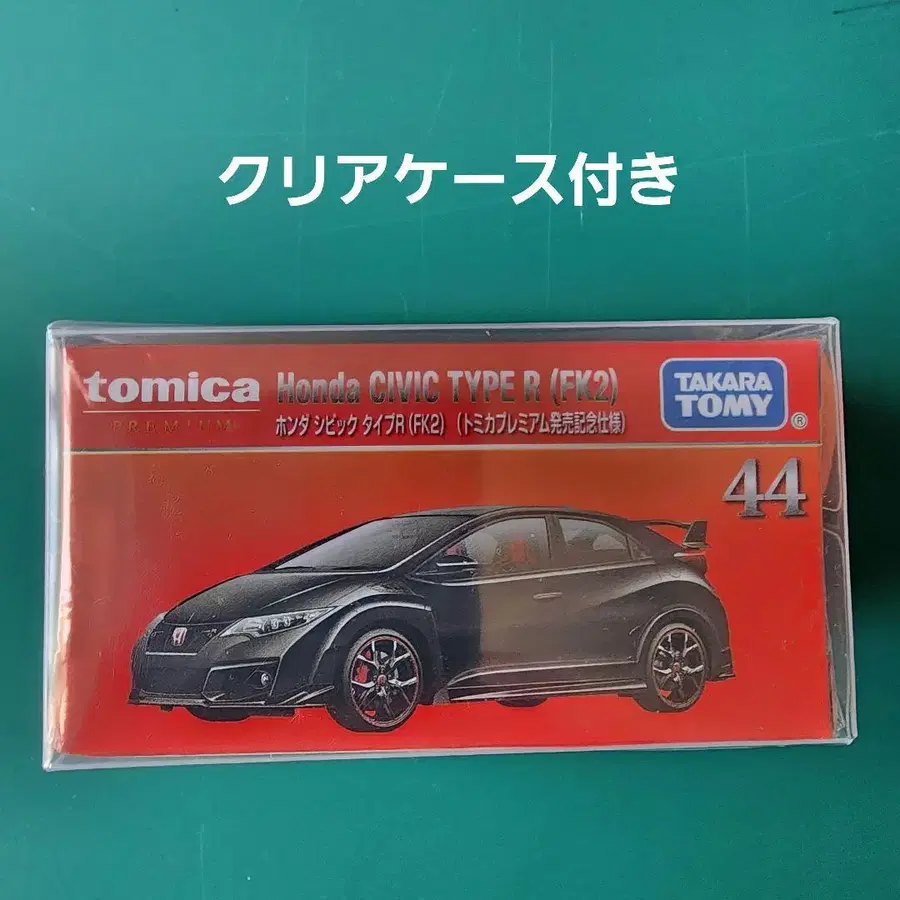 クリアケース付き
tomica Honda CIVIC TYPE R (FK2)
PREMIUM
ホンダ シビック タイプR (FK2) (トミカプレミアム発売記念仕様)
TAKARA
TOMY
®
44